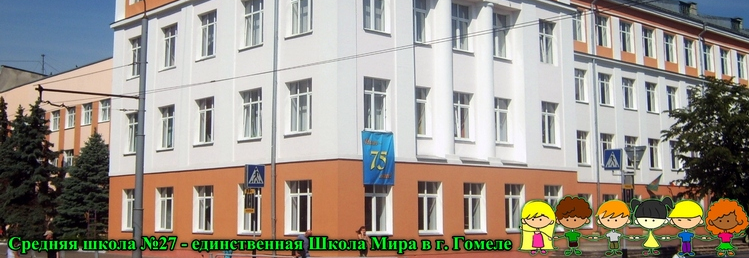 75
Средняя школа №27 - единственная Школа Мира в г. Гомеле